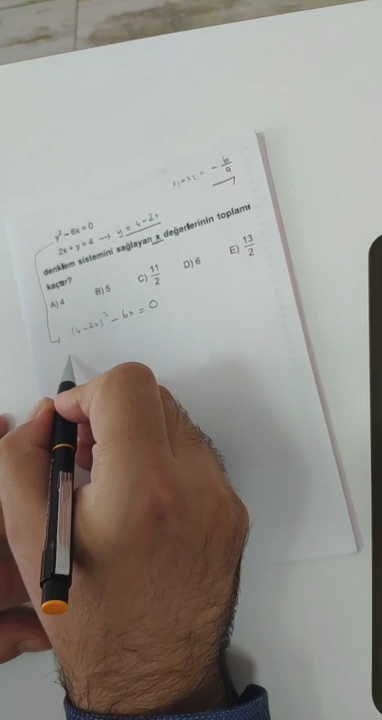 x₁+x₂ = - b/a
y² - 6x = 0
2x + y = 4 → y = 4-2x
denklem sistemini sağlayan x değerlerinin toplamı
kaçtır?
A) 4 B) 5 C) 11/2 D) 6 E) 13/2
(4-2x)² - 6x = 0